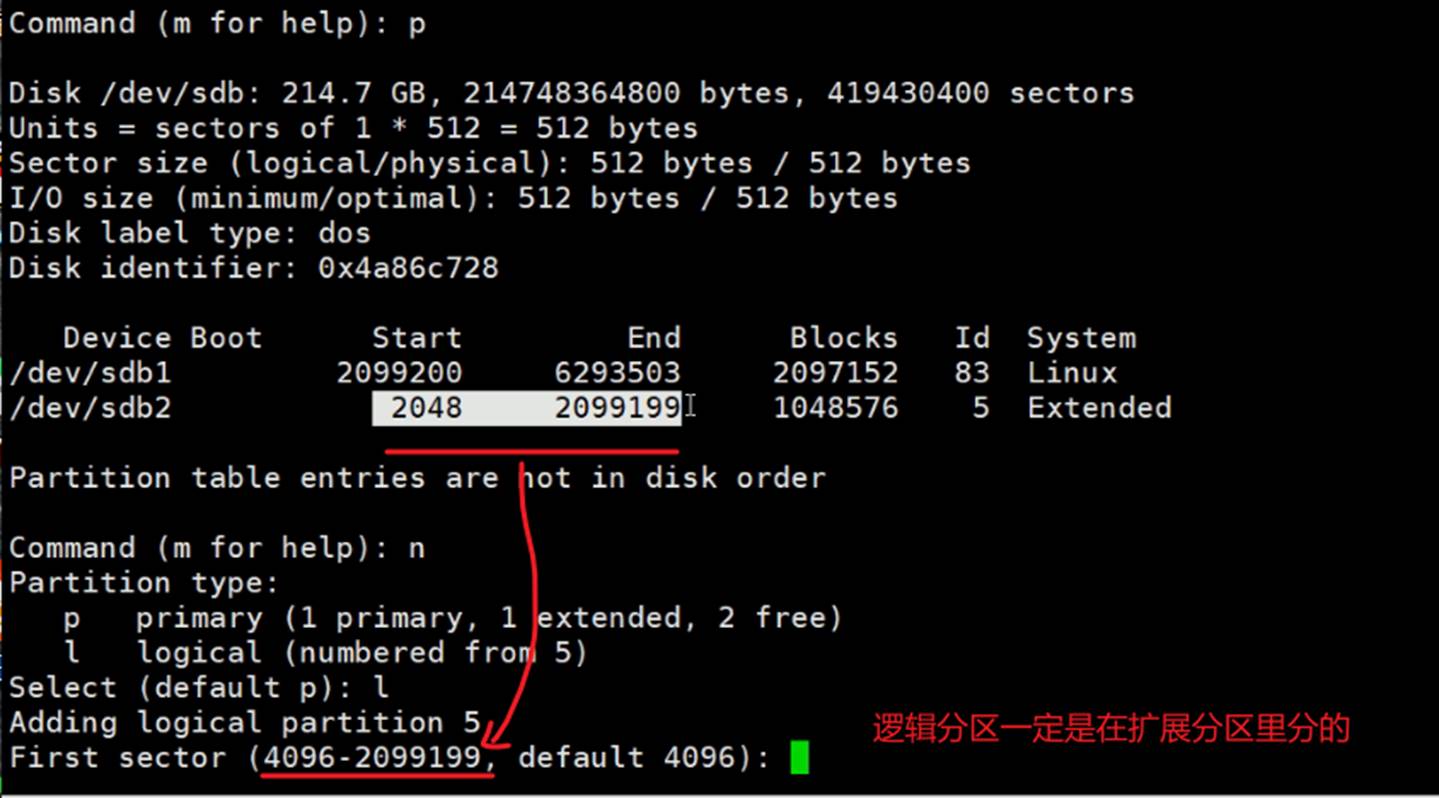 Command (m for help): p
Disk /dev/sdb: 214.7 GB, 214748364800 bytes, 419430400 sectors
Units = sectors of 1 * 512 = 512 bytes
Sector size (logical/physical): 512 bytes / 512 bytes
I/O size (minimum/optimal): 512 bytes / 512 bytes
Disk label type: dos
Disk identifier: 0x4a86c728
Device Boot Start End Blocks Id System
/dev/sdb1 2099200 6293503 2097152 83 Linux
/dev/sdb2 2048 2099199 1048576 5 Extended
Partition table entries are not in disk order
Command (m for help): n
Partition type:
p primary (1 primary, 1 extended, 2 free)
l logical (numbered from 5)
Select (default p): l
Adding logical partition 5
First sector (4096-2099199, default 4096):
逻辑分区一定是在扩展分区里分的